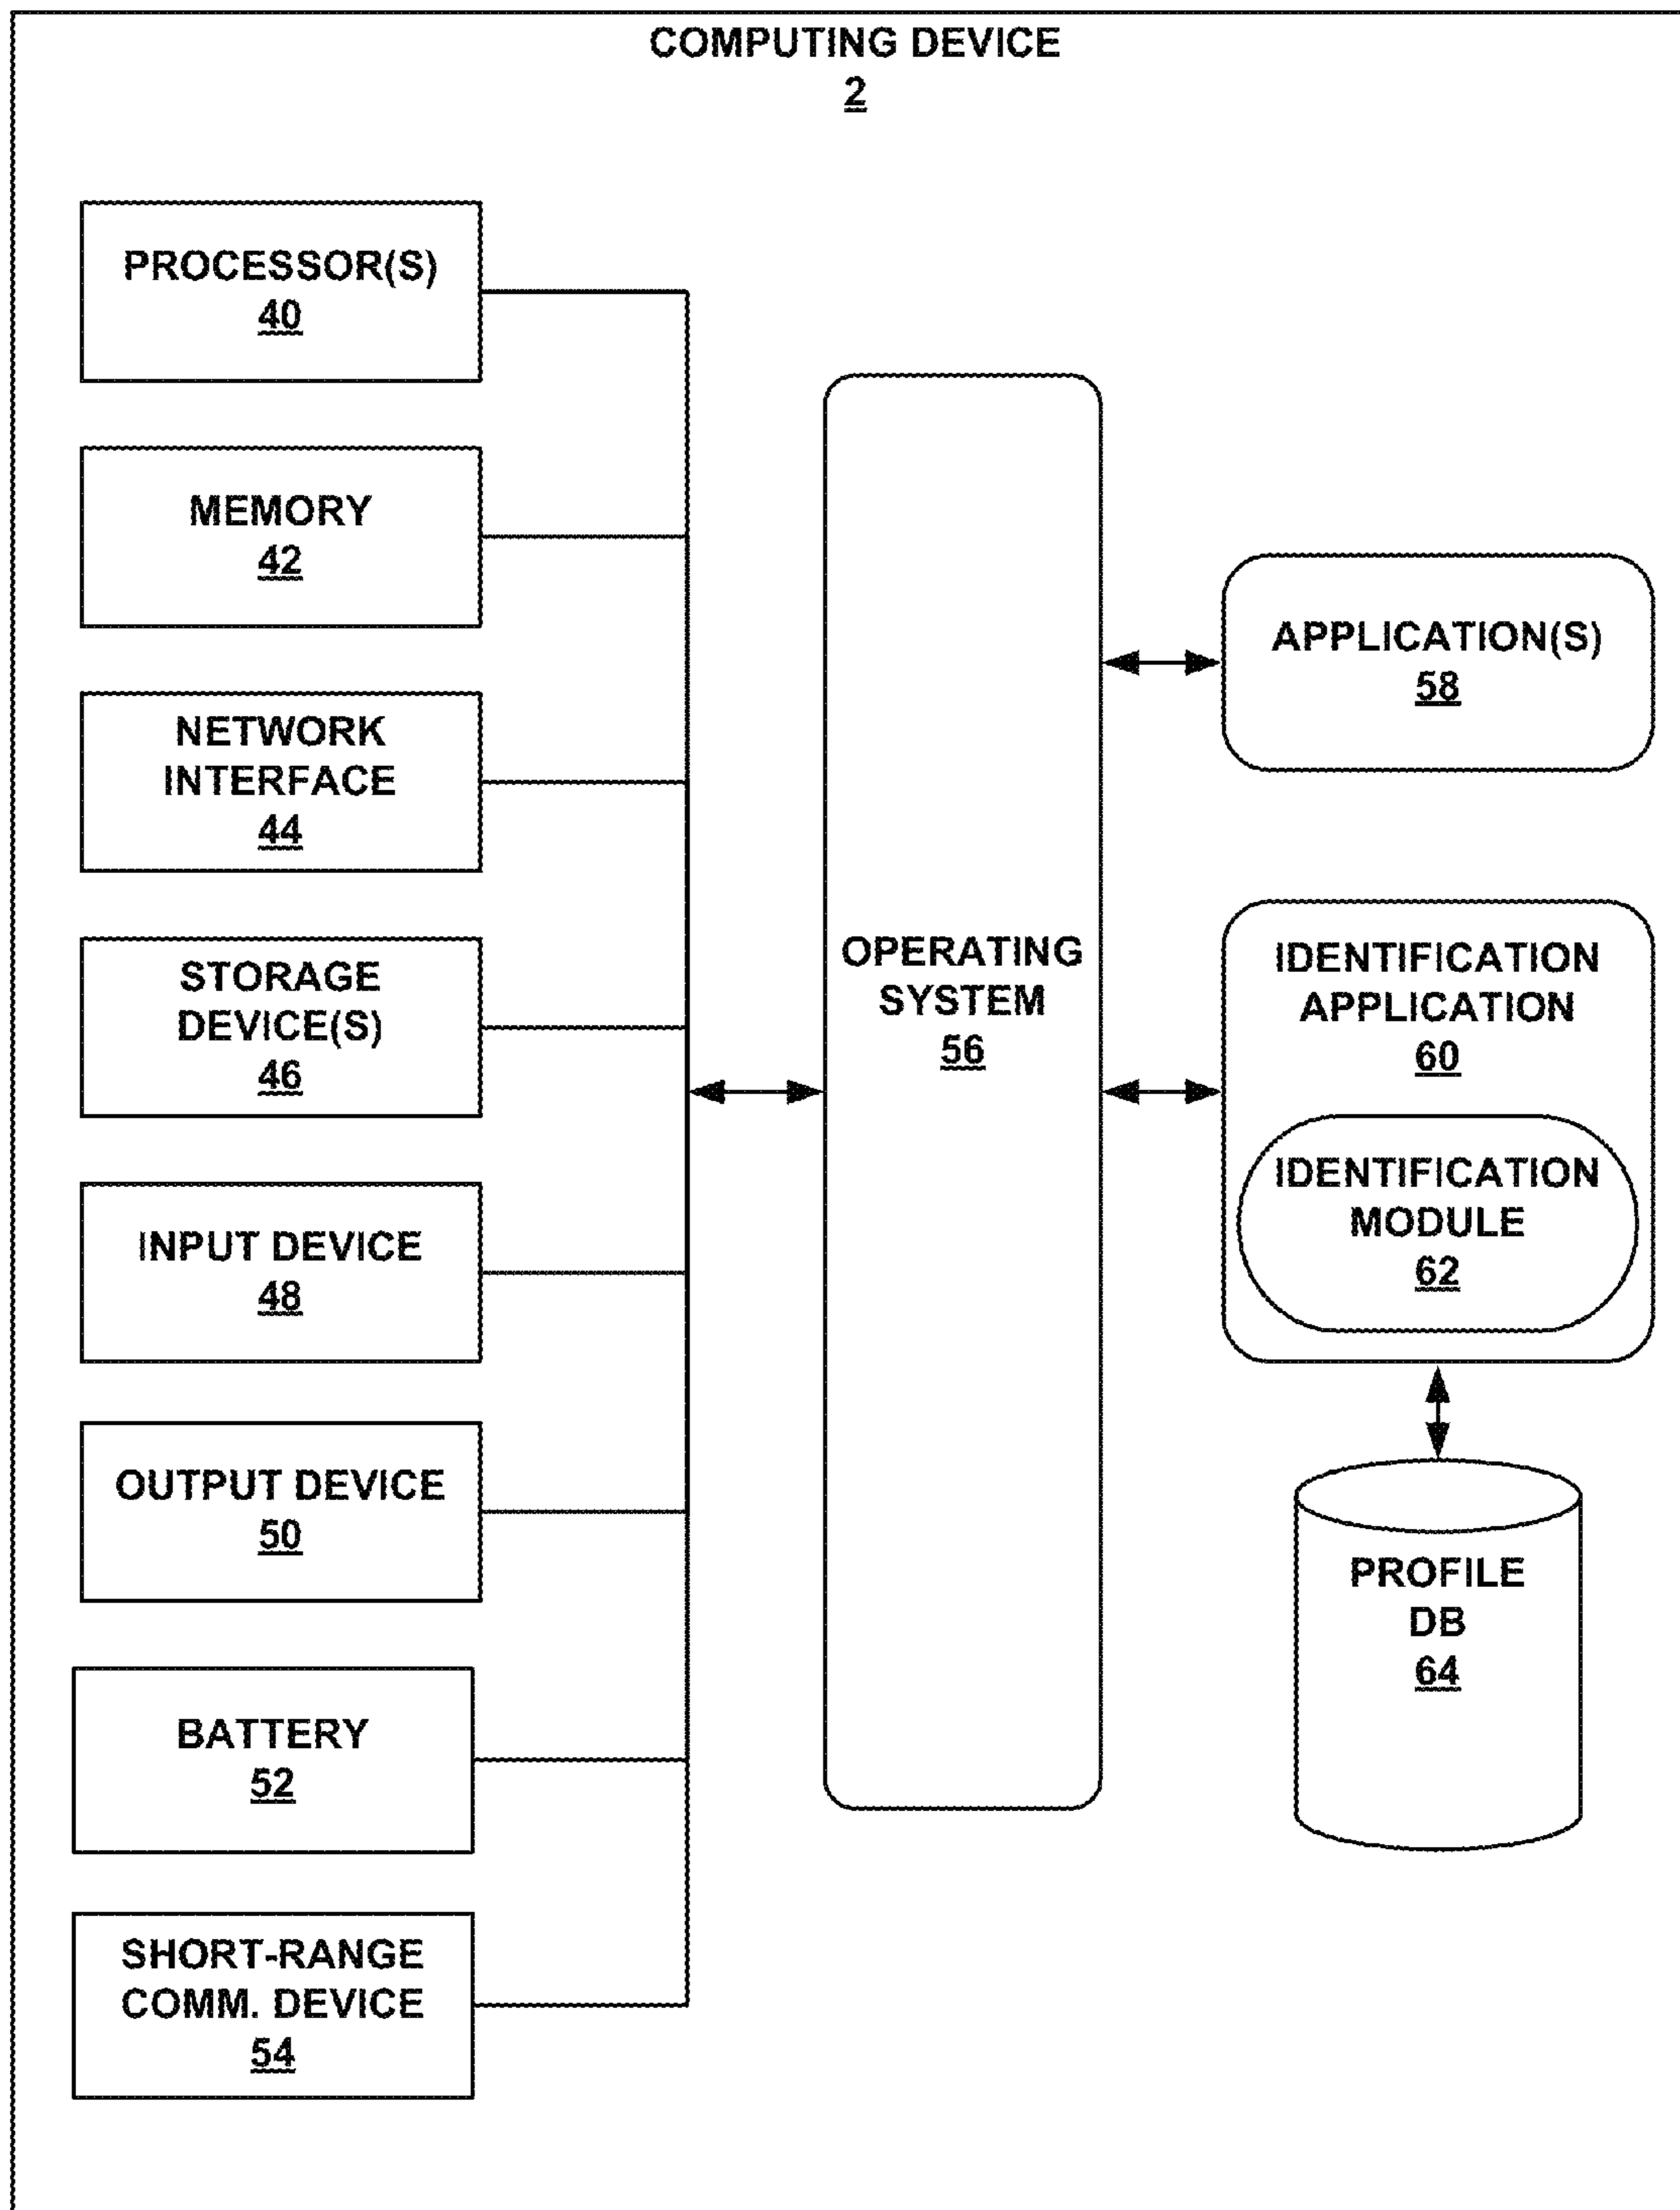 COMPUTING DEVICE
2
PROCESSOR(S)
40
MEMORY
42
NETWORK
INTERFACE
44
STORAGE
DEVICE(S)
46
INPUT DEVICE
48
OUTPUT DEVICE
50
BATTERY
52
SHORT-RANGE
COMM. DEVICE
54
OPERATING
SYSTEM
56
APPLICATION(S)
58
IDENTIFICATION
APPLICATION
60
IDENTIFICATION
MODULE
62
PROFILE
DB
64